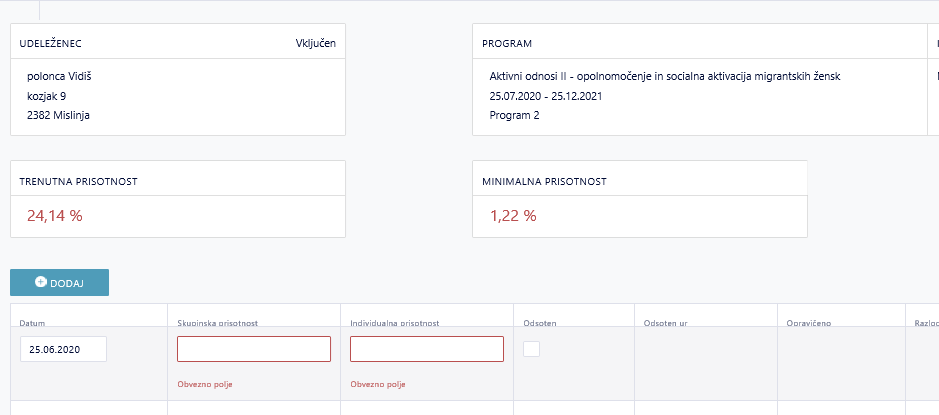 UDELEŽENEC Vključen
polonca Vidiš
kozjak 9
2382 Mislinja
PROGRAM
Aktivni odnosi II - opolnomočenje in socialna aktivacija migrantskih žensk
25.07.2020 - 25.12.2021
Program 2
TRENUTNA PRISOTNOST
24,14 %
MINIMALNA PRISOTNOST
1,22 %
DODAJ
Datum Skupinska prisotnost Individualna prisotnost Odsoten Odsoten ur Opravičeno
25.06.2020
Obvezno polje Obvezno polje